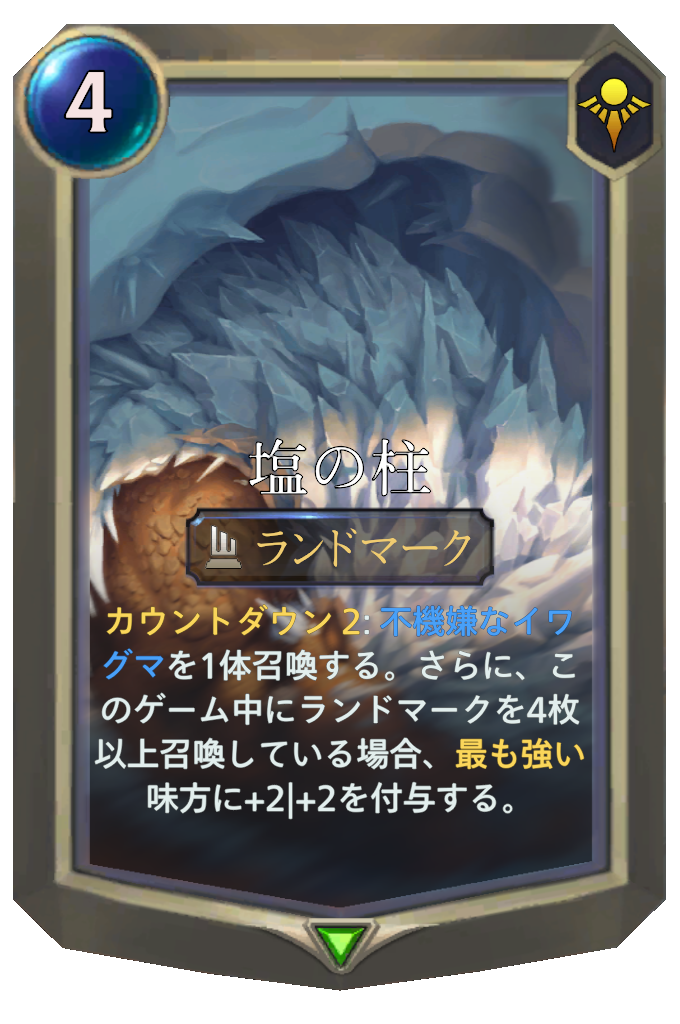 4
塩の柱
ランドマーク
カウントダウン 2: 不機嫌なイワ
グマを1体召喚する。さらに、こ
のゲーム中にランドマークを4枚
以上召喚している場合、最も強い
味方に+2|+2を付与する。